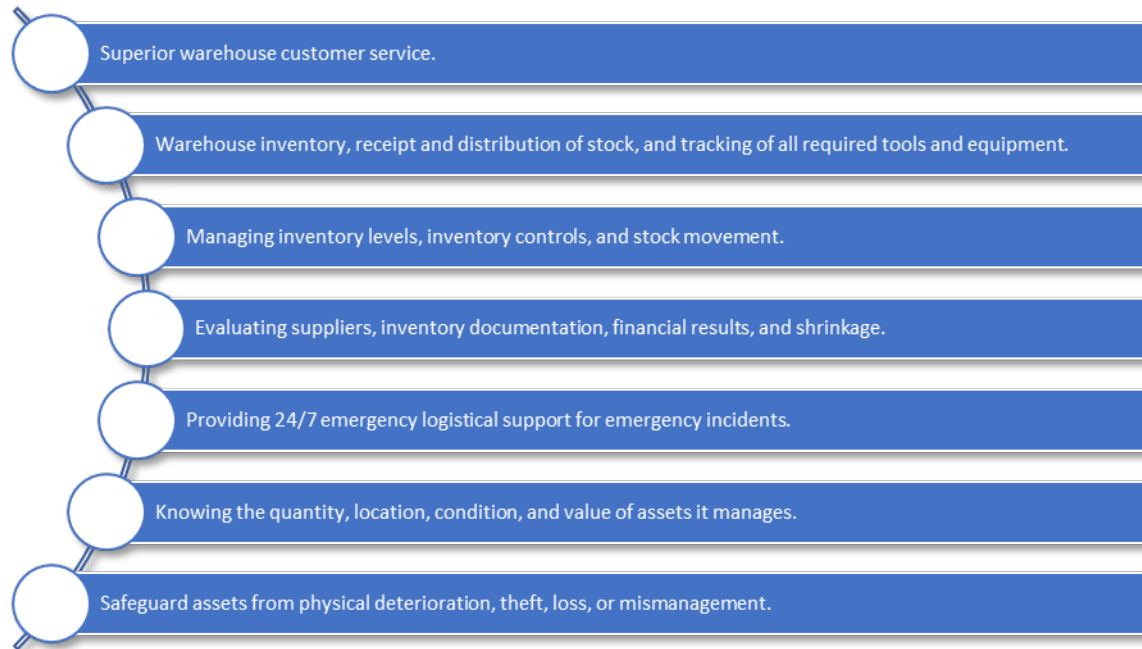 Superior warehouse customer service.
Warehouse inventory, receipt and distribution of stock, and tracking of all required tools and equipment.
Managing inventory levels, inventory controls, and stock movement.
Evaluating suppliers, inventory documentation, financial results, and shrinkage.
Providing 24/7 emergency logistical support for emergency incidents.
Knowing the quantity, location, condition, and value of assets it manages.
Safeguard assets from physical deterioration, theft, loss, or mismanagement.